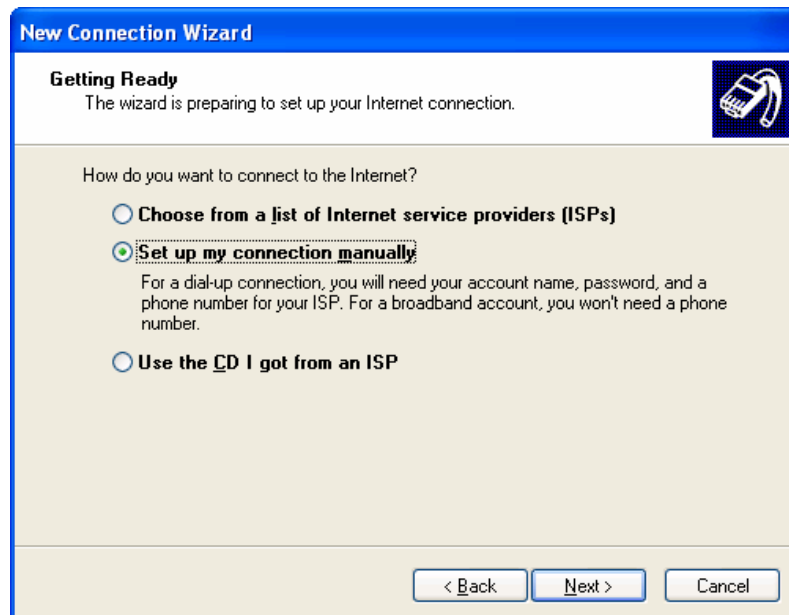 New Connection Wizard
Getting Ready
The wizard is preparing to set up your Internet connection.
How do you want to connect to the Internet?
Choose from a list of Internet service providers (ISPs)
Set up my connection manually
For a dial-up connection, you will need your account name, password, and a
phone number for your ISP. For a broadband account, you won't need a phone
number.
Use the CD I got from an ISP
< Back Next > Cancel